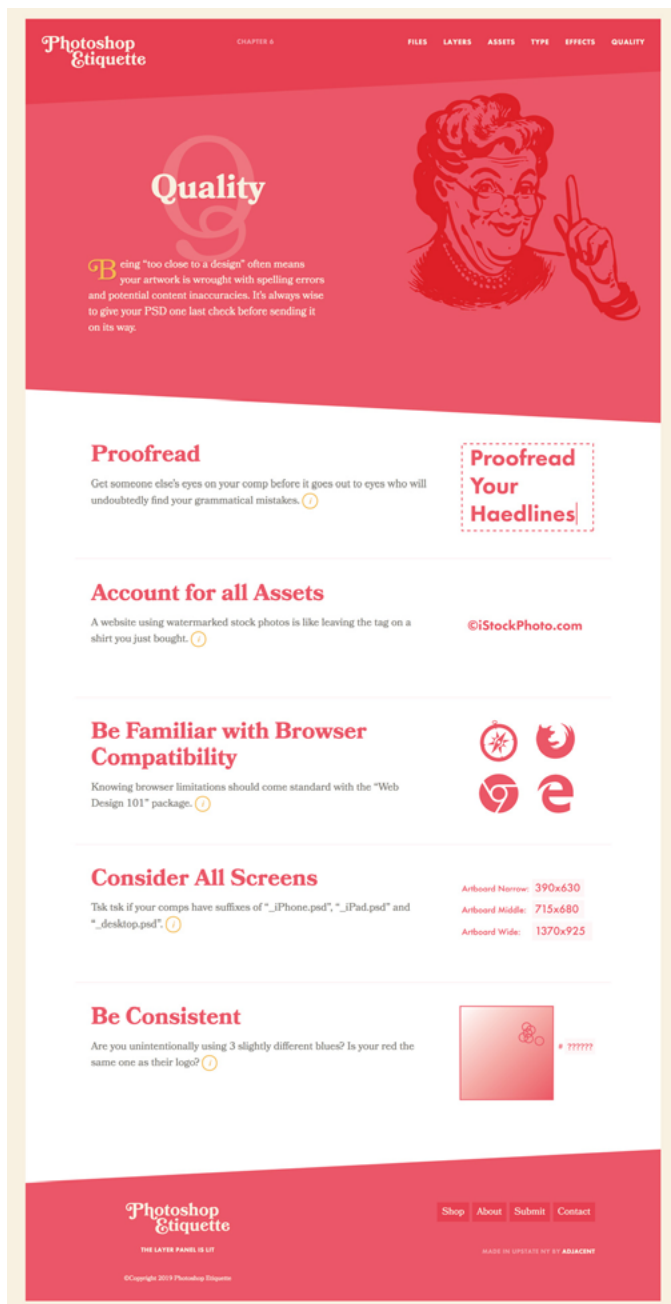 Photoshop
Etiquette
CHAPTER 6
FILES LAYERS ASSETS TYPE EFFECTS QUALITY
Q
Quality
Being “too close to a design” often means
your artwork is wrought with spelling errors
and potential content inaccuracies. It’s always wise
to give your PSD one last check before sending it
on its way.
Proofread
Get someone else’s eyes on your comp before it goes out to eyes who will
undoubtedly find your grammatical mistakes. i
Proofread
Your
Haedlines
Account for all Assets
A website using watermarked stock photos is like leaving the tag on a
shirt you just bought. i
©iStockPhoto.com
Be Familiar with Browser
Compatibility
Knowing browser limitations should come standard with the “Web
Design 101” package. i
Consider All Screens
Tsk tsk if your comps have suffixes of “_iPhone.psd”, “_iPad.psd” and
“_desktop.psd”. i
Artboard Narrow: 390x630
Artboard Middle: 715x680
Artboard Wide: 1370x925
Be Consistent
Are you unintentionally using 3 slightly different blues? Is your red the
same one as their logo? i
# ??????
Photoshop
Etiquette
THE LAYER PANEL IS LIT
©Copyright 2019 Photoshop Etiquette
Shop About Submit Contact
MADE IN UPSTATE NY BY ADJACENT